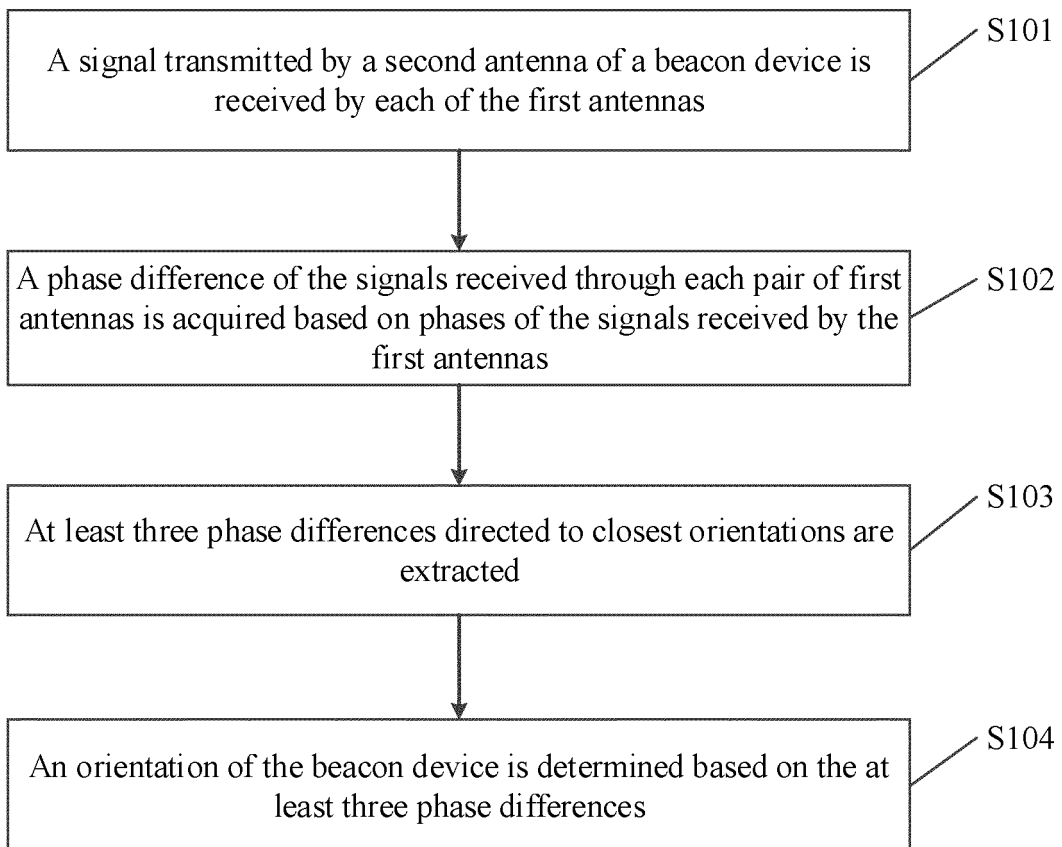 A signal transmitted by a second antenna of a beacon device is
received by each of the first antennas
S101
A phase difference of the signals received through each pair of first
antennas is acquired based on phases of the signals received by the
first antennas
S102
At least three phase differences directed to closest orientations are
extracted
S103
An orientation of the beacon device is determined based on the at
least three phase differences
S104